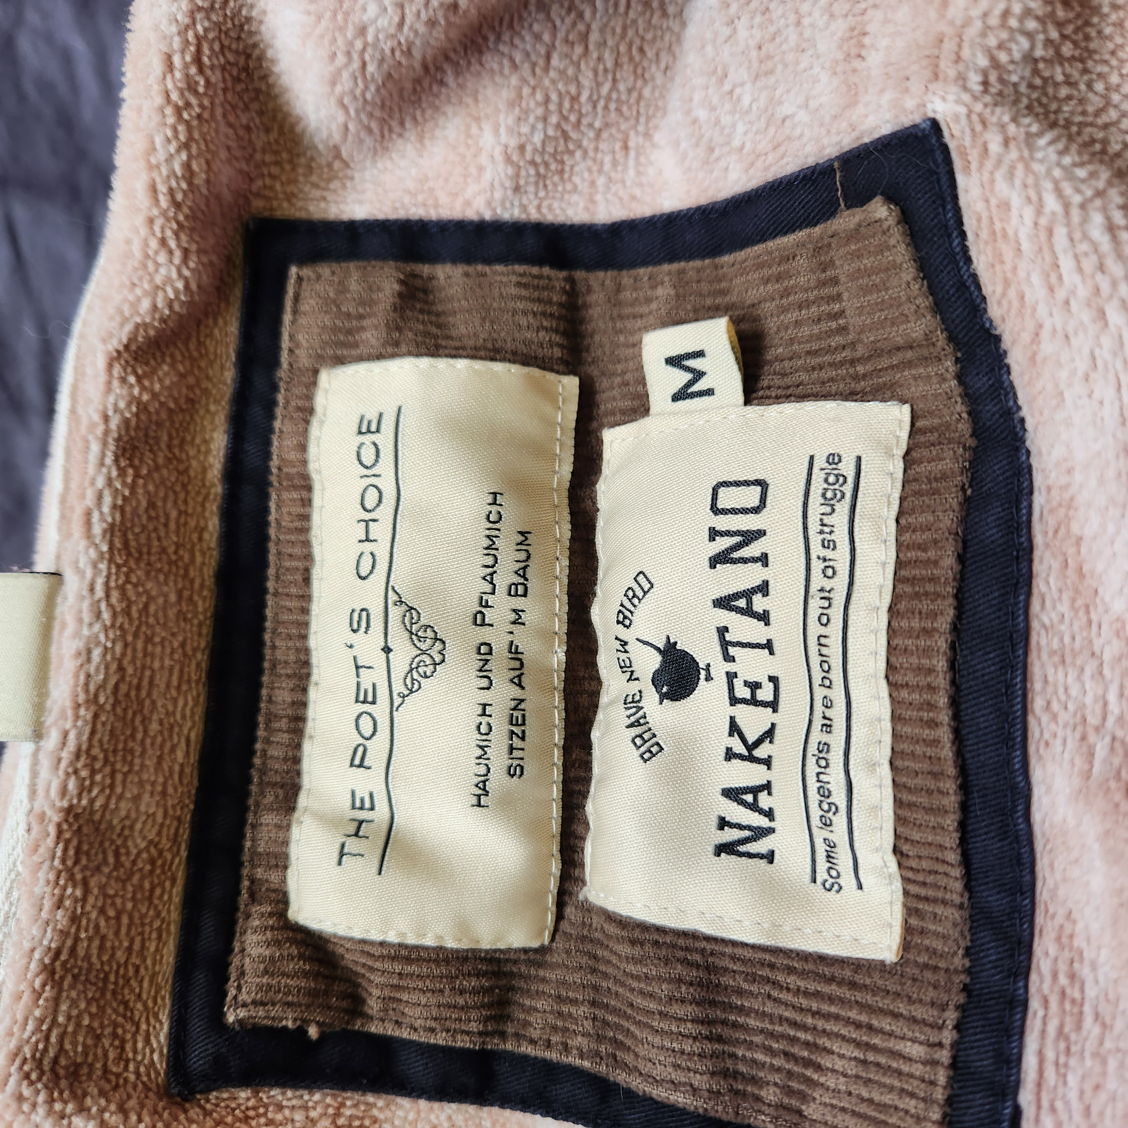 THE POET'S CHOICE
HAUMICH UND PFLAUMICH
SITZEN AUF'M BAUM
M
BRAVE NEW BIRD
NAKETANO
Some legends are born out of struggle